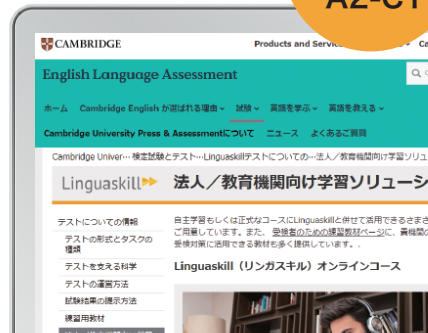 A2-C1
CAMBRIDGE
Products and Servi
English Language Assessment
ホーム Cambridge English が選ばれる理由 試験 英語を学ぶ 英語を教える
Cambridge University Press & Assessmentについて ニュース よくあるご質問
Cambridge Univer… 検定試験とテスト…Linguaskillテストについての…法人／教育機関向け学習ソリュ
Linguaskill 法人／教育機関向け学習ソリューシ
テストについての情報
テストの形式とタスクの
種類
テストを支える科学
テストの運営方法
試験結果の提示方法
練習用教材
自主学習もしくは正式なコースにLinguaskillと併せて活用できるさまざ
ご用意しています。また、受検者のための練習教材ページに、貴機関の
受検対策に活用できる教材も多く提供しています。.
Linguaskill（リンガスキル）オンラインコース